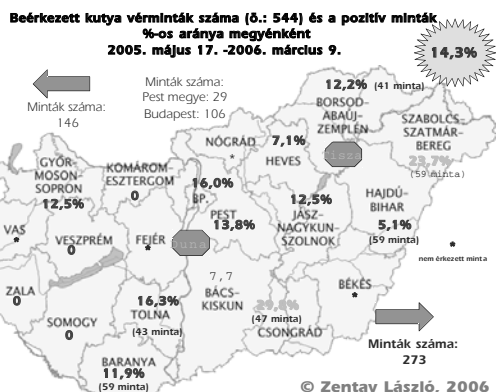 Beérkezett kutya vérminták száma (ö.: 544) és a pozitív minták
%-os aránya megyénként
2005. május 17. -2006. március 9.
14,3%
Minták száma:
146
Minták száma:
Pest megye: 29
Budapest: 106
12,2% (41 minta)
BORSOD-
ABAÚJ-
ZEMPLÉN
SZABOLCS-
SZATMÁR-
BEREG
23,7%
(59 minta)
NÓGRÁD
*
7,1%
HEVES
Tisza
GYŐR-
MOSON-
SOPRON
12,5%
KOMÁROM-
ESZTERGOM
0
16,0%
BP.
PEST
13,8%
12,5%
JÁSZ-
NAGYKUN-
SZOLNOK
HAJDÚ-
BIHAR
5,1%
(59 minta)
VAS
*
VESZPRÉM
0
FEJÉR
*
Duna
*
nem érkezett minta
ZALA
0
SOMOGY
0
16,3%
TOLNA
(43 minta)
7,7
BÁCS-
KISKUN
(47 minta)
CSONGRÁD
BÉKÉS
*
Minták száma:
273
BARANYA
11,9%
(59 minta)
© Zentay László, 2006